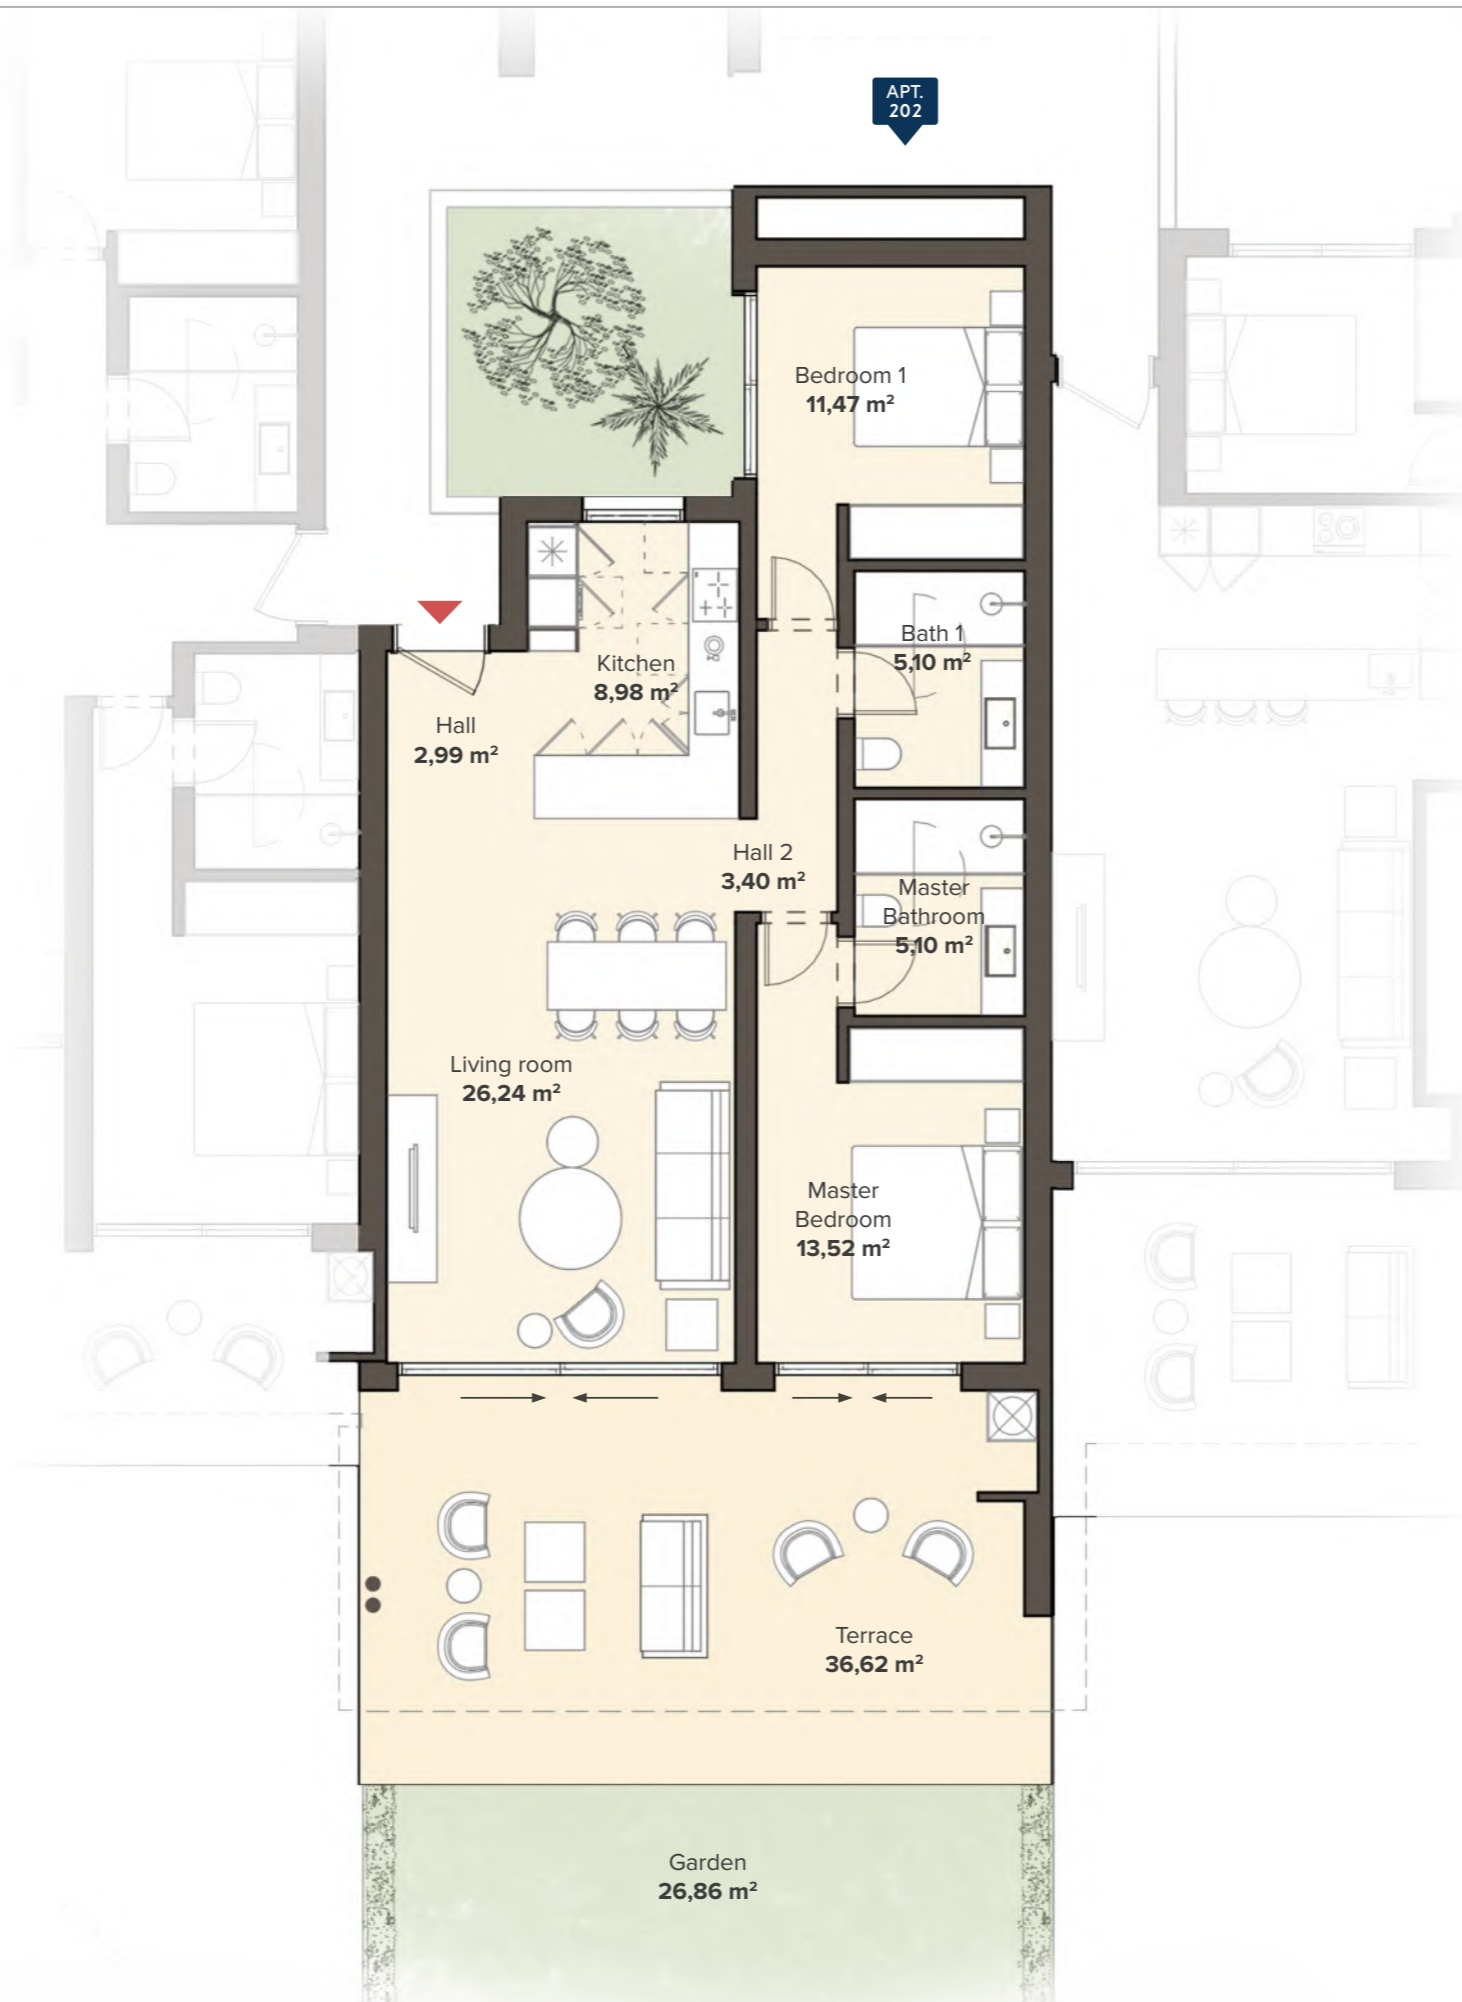 APT.
202
Bedroom 1
11,47 m²
Bath 1
5,10 m²
Kitchen
8,98 m²
Hall
2,99 m²
Hall 2
3,40 m²
Master
Bathroom
5,10 m²
Living room
26,24 m²
Master
Bedroom
13,52 m²
Terrace
36,62 m²
Garden
26,86 m²